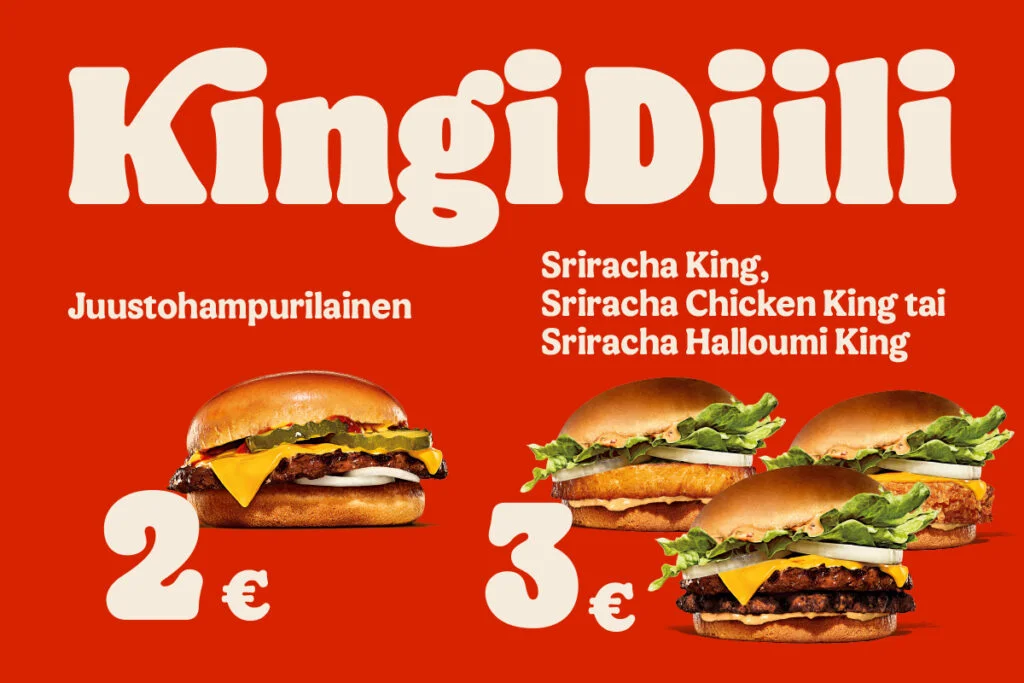 Kingi Diili
Juustohampurilainen
2 €
Sriracha King,
Sriracha Chicken King tai
Sriracha Halloumi King
3 €